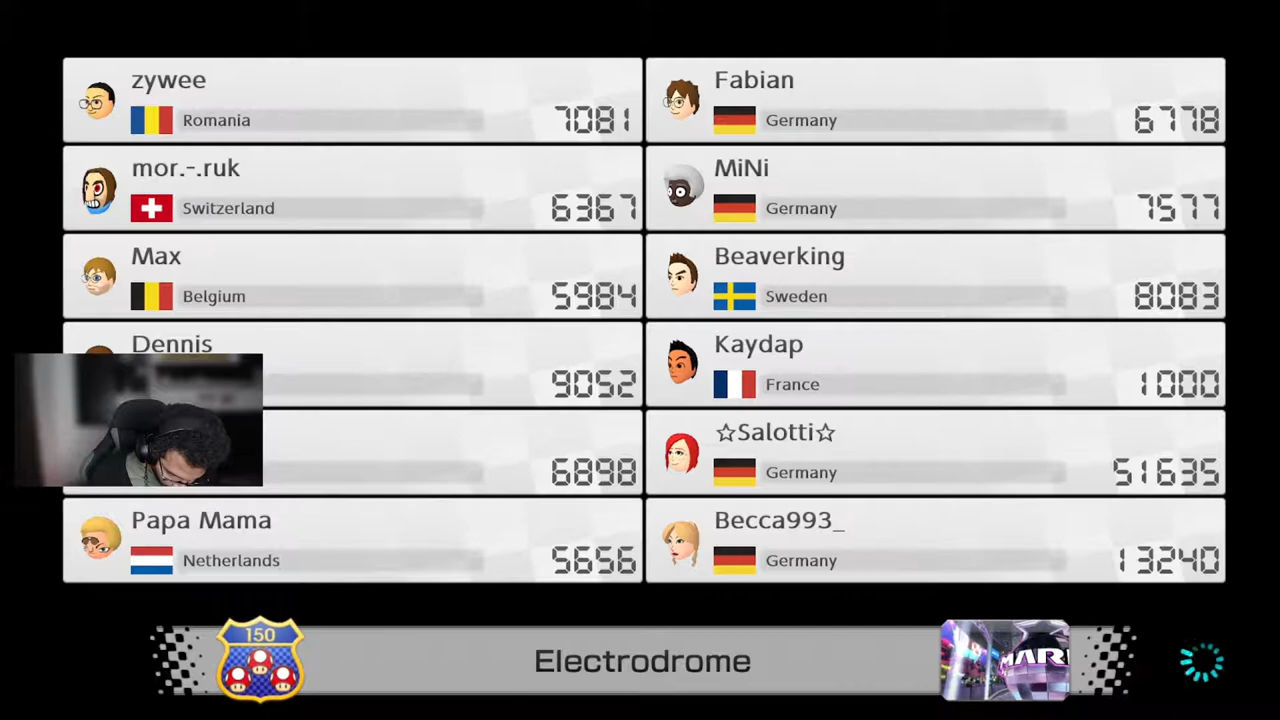 zywee
Romania 7081
mor.-.ruk
Switzerland 6367
Max
Belgium 5984
Dennis
9052
6898
Papa Mama
Netherlands 5656
Fabian
Germany 6778
MiNi
Germany 7577
Beaverking
Sweden 8083
Kaydap
France 1000
☆Salotti☆
Germany 51635
Becca993_
Germany 13240
150
Electrodrome
MARI